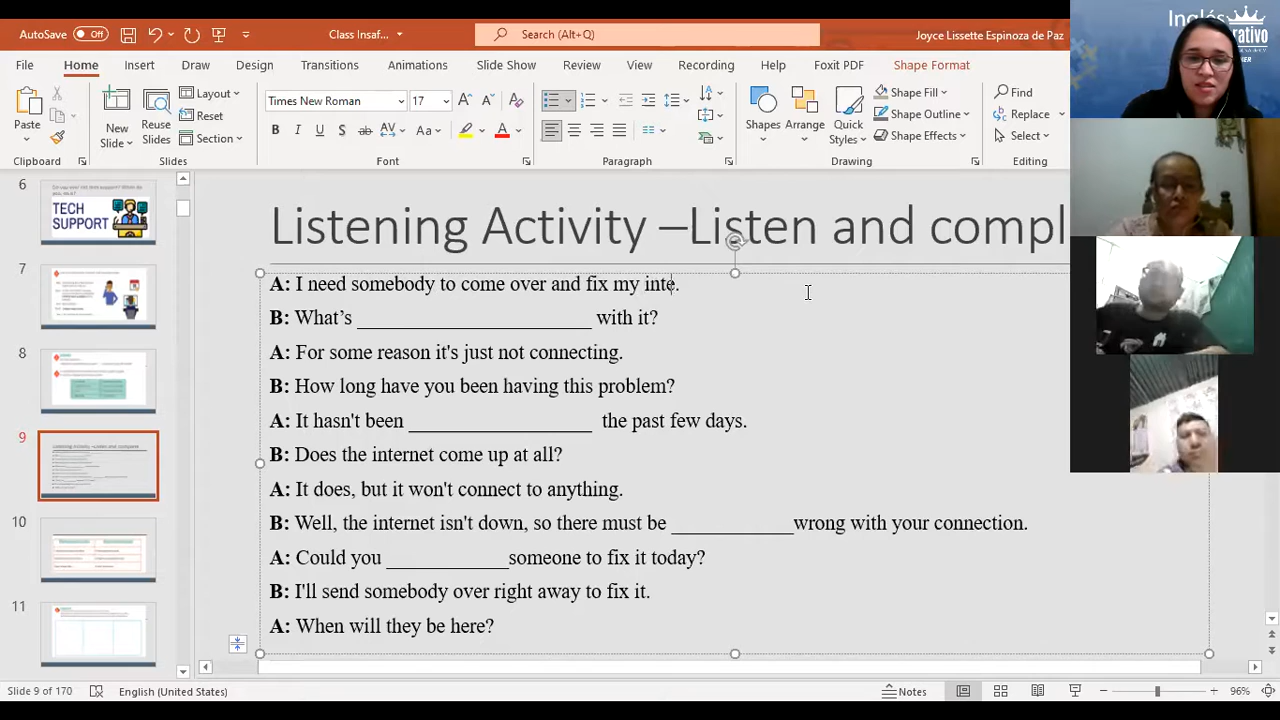 AutoSave Off Class Insaf... Search (Alt+Q) Joyce Lissette Espinoza de Paz
Inglés
File Home Insert Draw Design Transitions Animations Slide Show Review View Recording Help Foxit PDF Shape Format
Paste
Clipboard
New Slide
Reuse Slides
Layout
Reset
Section
Slides
Times New Roman 17
Font
Paragraph
Shapes
Arrange
Quick Styles
Shape Fill
Shape Outline
Shape Effects
Drawing
Find
Replace
Select
Editing
6
TECH SUPPORT
7
8
9
10
11
Listening Activity –Listen and compl
A: I need somebody to come over and fix my inte.
B: What’s ______________________ with it?
A: For some reason it's just not connecting.
B: How long have you been having this problem?
A: It hasn't been _________________ the past few days.
B: Does the internet come up at all?
A: It does, but it won't connect to anything.
B: Well, the internet isn't down, so there must be ___________wrong with your connection.
A: Could you ___________someone to fix it today?
B: I'll send somebody over right away to fix it.
A: When will they be here?
Slide 9 of 170 English (United States) Notes 96%